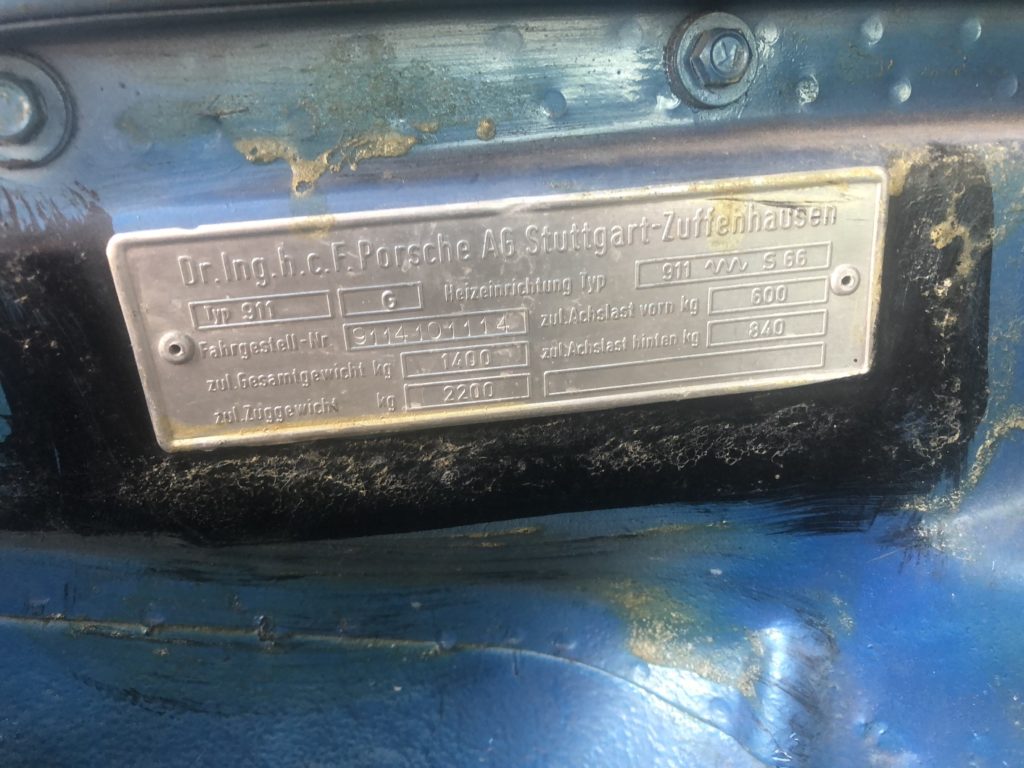 Dr.Ing.h.c.F.Porsche AG Stuttgart-Zuffenhausen
Typ 911 G Heizeinrichtung Typ 911 ∿∿∿ S 66
Fahrgestell-Nr. 9114101114 zul.Achslast vorn kg 600
zul.Gesamtgewicht kg 1400 zul.Achslast hinten kg 840
zul.Zuggewicht kg 2200